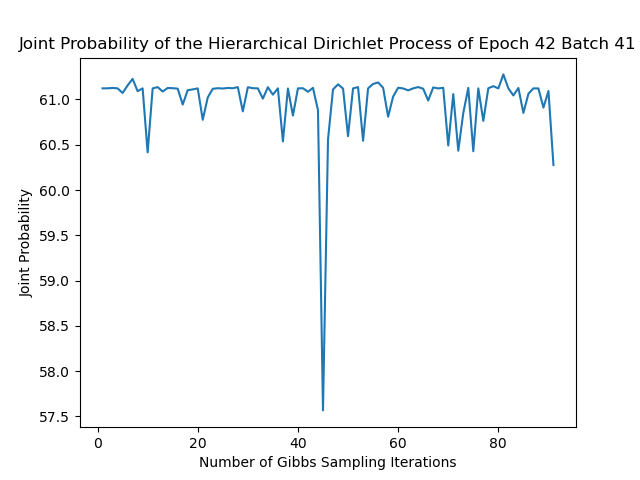 Joint Probability of the Hierarchical Dirichlet Process of Epoch 42 Batch 41
61.0
60.5
60.0
59.5
59.0
58.5
58.0
57.5
Joint Probability
0 20 40 60 80
Number of Gibbs Sampling Iterations